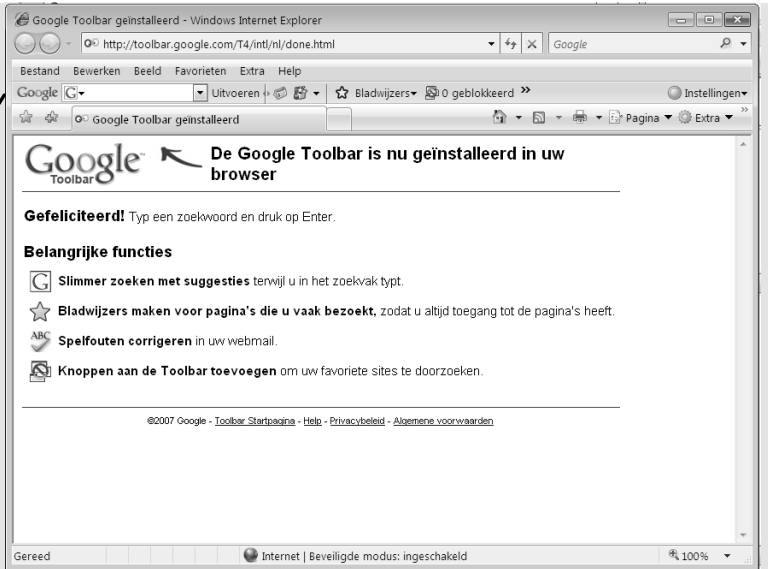 Google Toolbar geïnstalleerd - Windows Internet Explorer
http://toolbar.google.com/T4/intl/nl/done.html
Google
Bestand Bewerken Beeld Favorieten Extra Help
Google G Uitvoeren Bladwijzers 0 geblokkeerd » Instellingen
Google Toolbar geïnstalleerd
Pagina Extra »
Google™
Toolbar
De Google Toolbar is nu geïnstalleerd in uw
browser
Gefeliciteerd! Typ een zoekwoord en druk op Enter.
Belangrijke functies
G Slimmer zoeken met suggesties terwijl u in het zoekvak typt.
Bladwijzers maken voor pagina's die u vaak bezoekt, zodat u altijd toegang tot de pagina's heeft.
ABC Spelfouten corrigeren in uw webmail.
Knoppen aan de Toolbar toevoegen om uw favoriete sites te doorzoeken.
©2007 Google - Toolbar Startpagina - Help - Privacybeleid - Algemene voorwaarden
Gereed
Internet | Beveiligde modus: ingeschakeld
100%